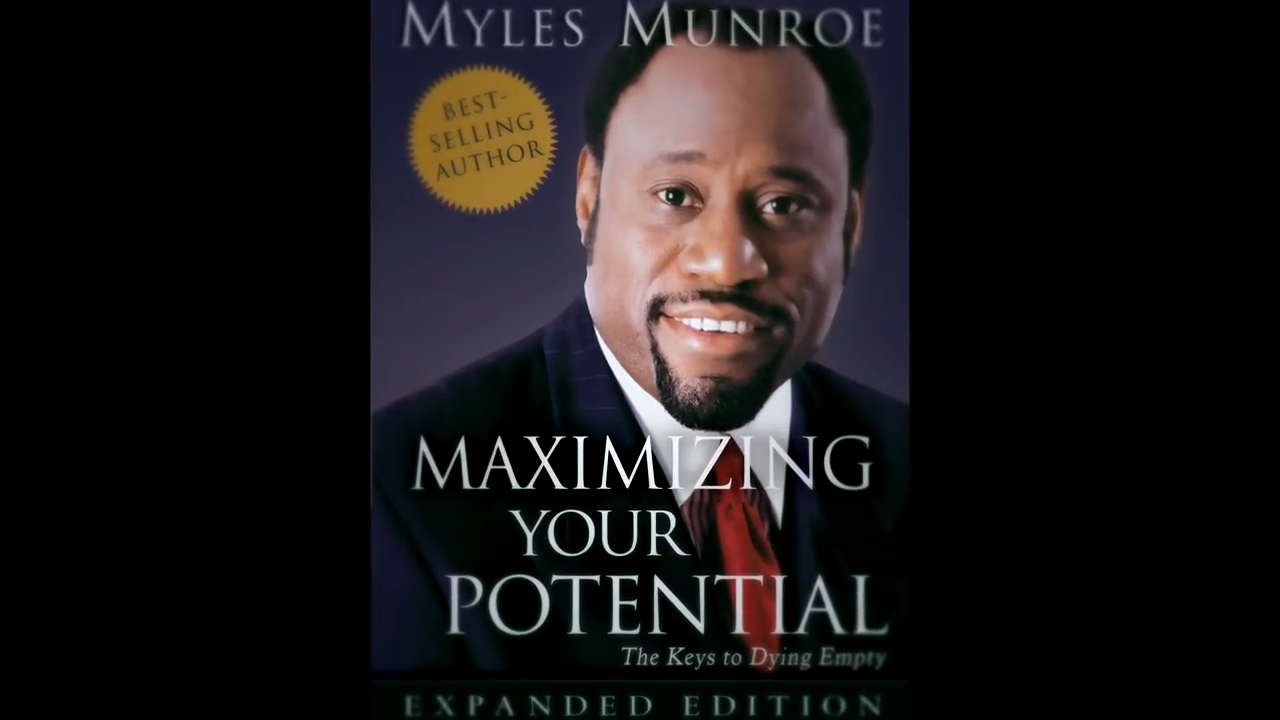 MYLES MUNROE
BEST-
SELLING
AUTHOR
MAXIMIZING
YOUR
POTENTIAL
The Keys to Dying Empty
EXPANDED EDITION